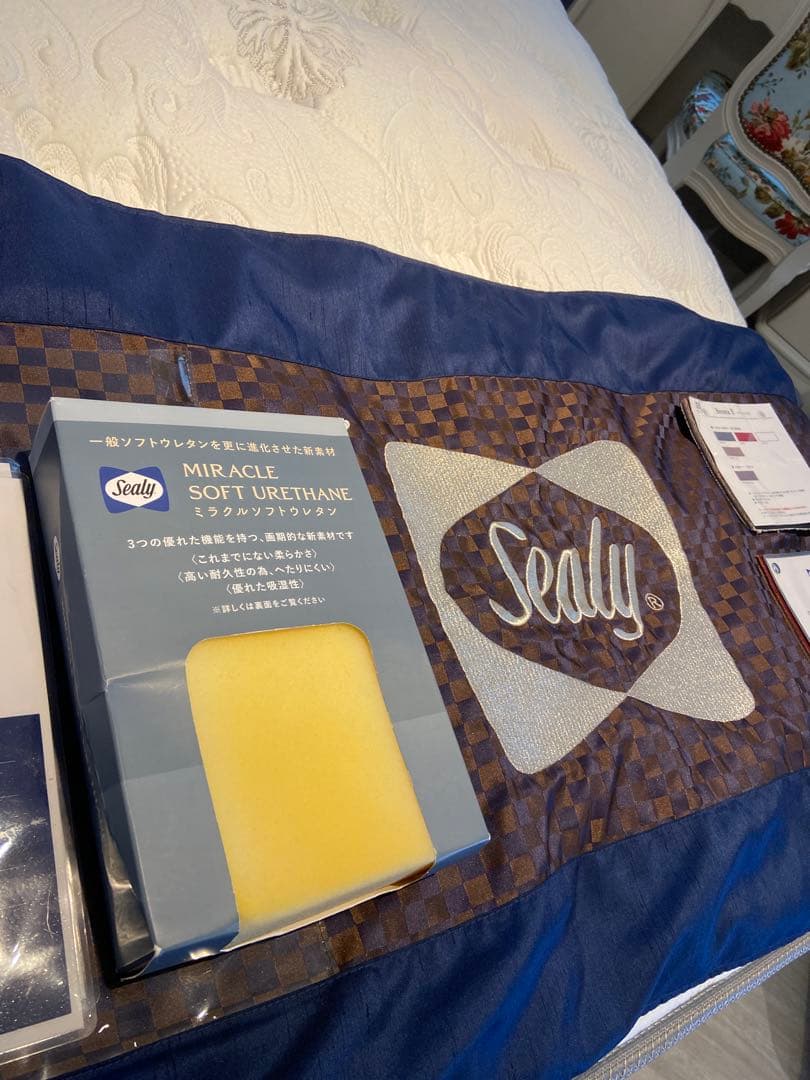 一般ソフトウレタンを更に進化させた新素材
Sealy
MIRACLE
SOFT URETHANE
ミラクルソフトウレタン
3つの優れた機能を持つ、画期的な新素材です
〈これまでにない柔らかさ〉
〈高い耐久性の為、へたりにくい〉
〈優れた吸湿性〉
※詳しくは裏面をご覧ください
Sealy®